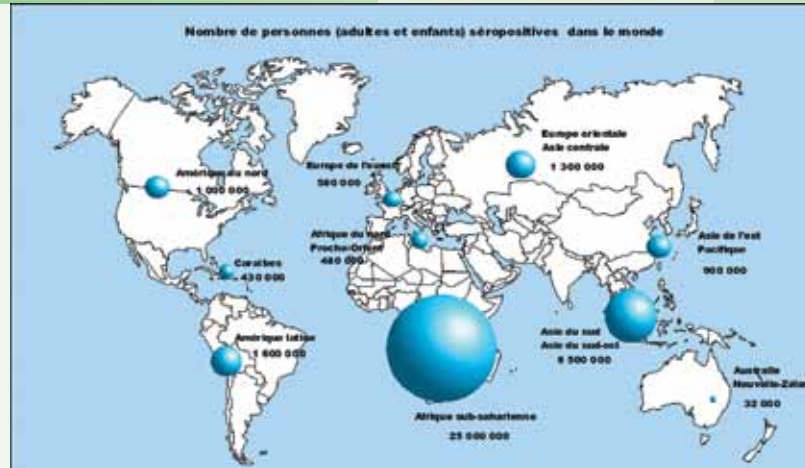 Nombre de personnes (adultes et enfants) séropositives dans le monde
Europe orientale
Asie centrale
1 300 000
Amérique du nord
1 000 000
Europe de l'ouest
580 000
Afrique du nord
Proche-Orient
480 000
Asie de l'est
Pacifique
900 000
Caraïbes
430 000
Amérique latine
1 600 000
Asie du sud
Asie du sud-est
6 500 000
Australie
Nouvelle-Zélan
32 000
Afrique sub-saharienne
25 000 000